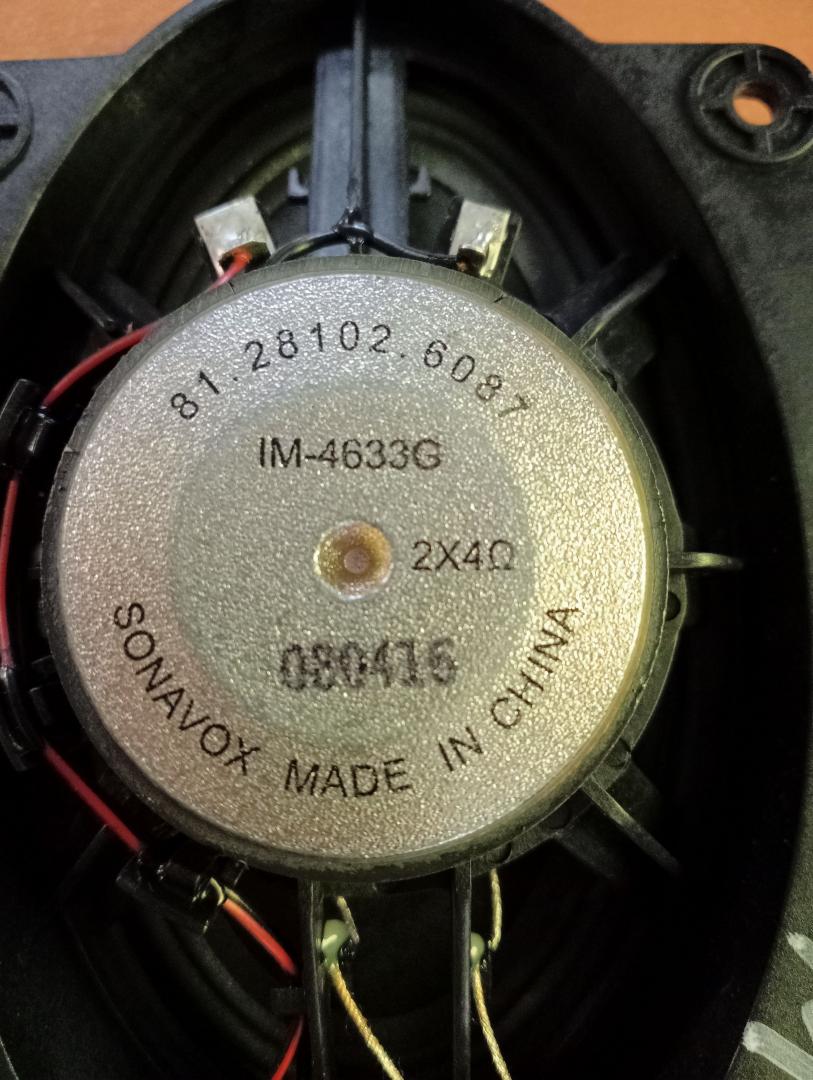 81.28102.6087
IM-4633G
2X4Ω
080416
SONAVOX MADE IN CHINA